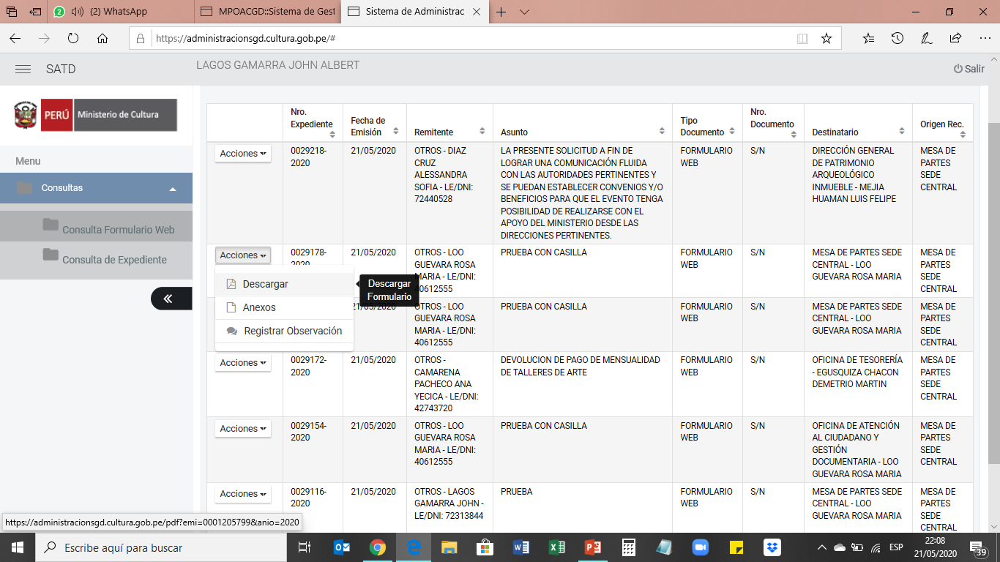 (2) WhatsApp
MPOACGD::Sistema de Gest
Sistema de Administrac
https://administracionsgd.cultura.gob.pe/#
SATD
LAGOS GAMARRA JOHN ALBERT
Salir
PERÚ
Ministerio de Cultura
Menu
Consultas
Consulta Formulario Web
Consulta de Expediente
Nro.
Expediente
Fecha de
Emisión
Remitente
Asunto
Tipo
Documento
Nro.
Documento
Destinatario
Origen Rec.
Acciones
0029218-
2020
21/05/2020
OTROS - DIAZ
CRUZ
ALESSANDRA
SOFIA - LE/DNI:
72440528
LA PRESENTE SOLICITUD A FIN DE
LOGRAR UNA COMUNICACIÓN FLUIDA
CON LAS AUTORIDADES PERTINENTES Y
SE PUEDAN ESTABLECER CONVENIOS Y/O
BENEFICIOS PARA QUE EL EVENTO TENGA
POSIBILIDAD DE REALIZARSE CON EL
APOYO DEL MINISTERIO DESDE LAS
DIRECCIONES PERTINENTES.
FORMULARIO
WEB
S/N
DIRECCIÓN GENERAL
DE PATRIMONIO
ARQUEOLÓGICO
INMUEBLE - MEJIA
HUAMAN LUIS FELIPE
MESA DE
PARTES
SEDE
CENTRAL
Acciones
0029178-
2020
21/05/2020
OTROS - LOO
GUEVARA ROSA
MARIA - LE/DNI:
40612555
PRUEBA CON CASILLA
FORMULARIO
WEB
S/N
MESA DE PARTES SEDE
CENTRAL - LOO
GUEVARA ROSA MARIA
MESA DE
PARTES
SEDE
CENTRAL
Descargar
Anexos
Registrar Observación
Descargar
Formulario
21/05/2020
OTROS - LOO
GUEVARA ROSA
MARIA - LE/DNI:
40612555
PRUEBA CON CASILLA
FORMULARIO
WEB
S/N
MESA DE PARTES SEDE
CENTRAL - LOO
GUEVARA ROSA MARIA
MESA DE
PARTES
SEDE
CENTRAL
Acciones
0029172-
2020
21/05/2020
OTROS -
CAMARENA
PACHECO ANA
YECICA - LE/DNI:
42743720
DEVOLUCION DE PAGO DE MENSUALIDAD
DE TALLERES DE ARTE
FORMULARIO
WEB
S/N
OFICINA DE TESORERÍA
- EGUSQUIZA CHACON
DEMETRIO MARTIN
MESA DE
PARTES
SEDE
CENTRAL
Acciones
0029154-
2020
21/05/2020
OTROS - LOO
GUEVARA ROSA
MARIA - LE/DNI:
40612555
PRUEBA CON CASILLA
FORMULARIO
WEB
S/N
OFICINA DE ATENCIÓN
AL CIUDADANO Y
GESTIÓN
DOCUMENTARIA - LOO
GUEVARA ROSA MARIA
MESA DE
PARTES
SEDE
CENTRAL
Acciones
0029116-
2020
21/05/2020
OTROS - LAGOS
GAMARRA JOHN -
LE/DNI: 72313844
PRUEBA
FORMULARIO
WEB
S/N
MESA DE PARTES SEDE
CENTRAL - LOO
GUEVARA ROSA MARIA
MESA DE
PARTES
SEDE
CENTRAL
https://administracionsgd.cultura.gob.pe/pdf?emi=0001205799&anio=2020
Escribe aquí para buscar
ESP
22:08
21/05/2020
39